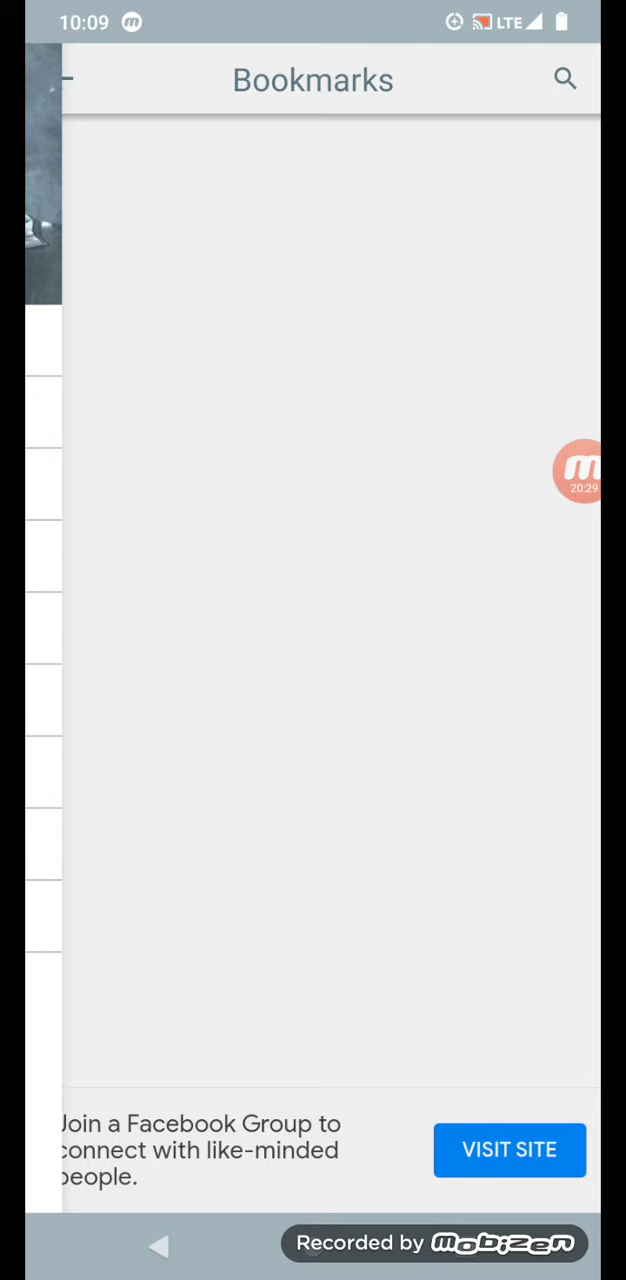 10:09
LTE
Bookmarks
20:29
Join a Facebook Group to
connect with like-minded
people.
VISIT SITE
Recorded by mobizen